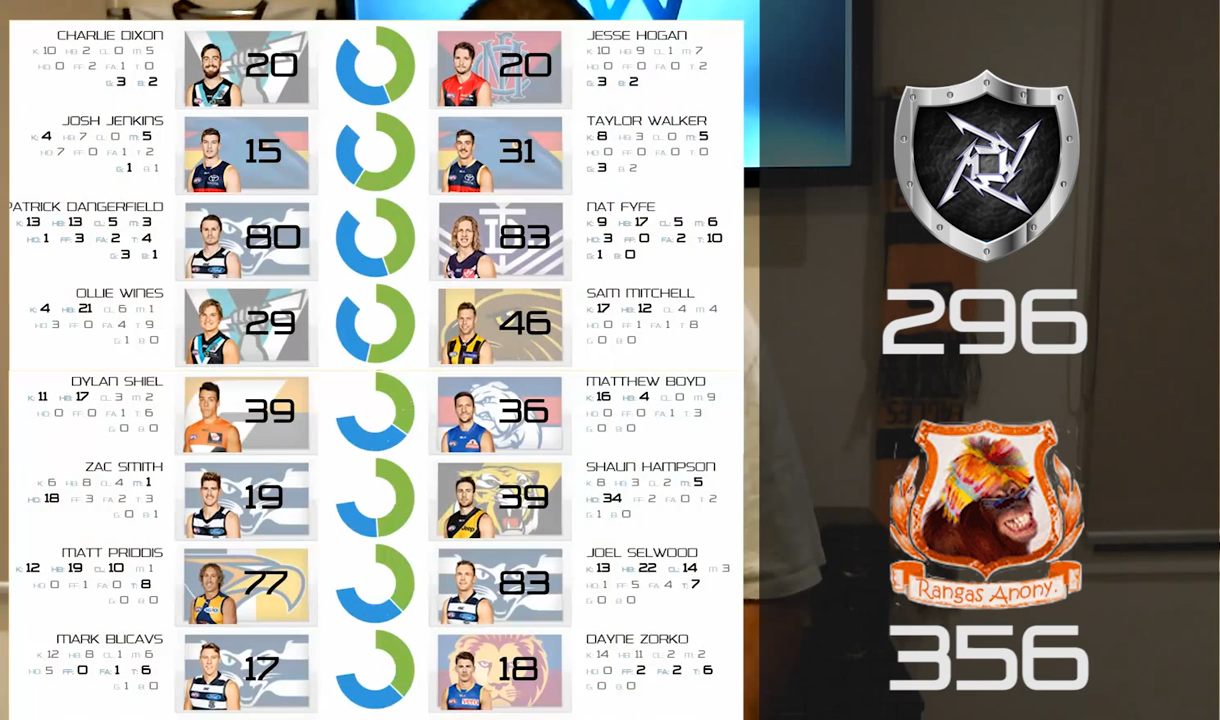 CHARLIE DIXON
K: 10 HB: 2 CL: 0 M: 5
HO: 0 FF: 2 FA: 1 T: 0
G: 3 B: 2
20
20
JESSE HOGAN
K: 10 HB: 9 CL: 1 M: 7
HO: 0 FF: 0 FA: 0 T: 2
G: 3 B: 2
JOSH JENKINS
K: 4 HB: 7 CL: 0 M: 5
HO: 7 FF: 0 FA: 1 T: 2
G: 1 B: 1
15
31
TAYLOR WALKER
K: 8 HB: 3 CL: 0 M: 5
HO: 0 FF: 0 FA: 0 T: 0
G: 3 B: 2
PATRICK DANGERFIELD
K: 13 HB: 13 CL: 5 M: 3
HO: 1 FF: 3 FA: 2 T: 4
G: 3 B: 1
80
83
NAT FYFE
K: 9 HB: 17 CL: 5 M: 6
HO: 3 FF: 0 FA: 2 T: 10
G: 1 B: 0
OLLIE WINES
K: 4 HB: 21 CL: 6 M: 1
HO: 3 FF: 0 FA: 4 T: 9
G: 1 B: 0
29
46
SAM MITCHELL
K: 17 HB: 12 CL: 4 M: 4
HO: 0 FF: 1 FA: 1 T: 8
G: 0 B: 0
DYLAN SHIEL
K: 11 HB: 17 CL: 3 M: 2
HO: 0 FF: 0 FA: 1 T: 6
G: 0 B: 0
39
36
MATTHEW BOYD
K: 16 HB: 4 CL: 0 M: 9
HO: 0 FF: 0 FA: 1 T: 3
G: 0 B: 0
ZAC SMITH
K: 6 HB: 8 CL: 4 M: 1
HO: 18 FF: 3 FA: 2 T: 3
G: 0 B: 1
19
39
SHAUN HAMPSON
K: 8 HB: 3 CL: 2 M: 5
HO: 34 FF: 2 FA: 0 T: 2
G: 1 B: 0
MATT PRIDDIS
K: 12 HB: 19 CL: 10 M: 1
HO: 0 FF: 1 FA: 0 T: 8
G: 0 B: 0
77
83
JOEL SELWOOD
K: 13 HB: 22 CL: 14 M: 3
HO: 1 FF: 5 FA: 4 T: 7
G: 0 B: 0
MARK BLICAVS
K: 12 HB: 8 CL: 1 M: 6
HO: 5 FF: 0 FA: 1 T: 6
G: 1 B: 0
17
18
DAYNE ZORKO
K: 14 HB: 11 CL: 2 M: 2
HO: 0 FF: 2 FA: 2 T: 6
G: 0 B: 0
296
Rangas Anony.
356